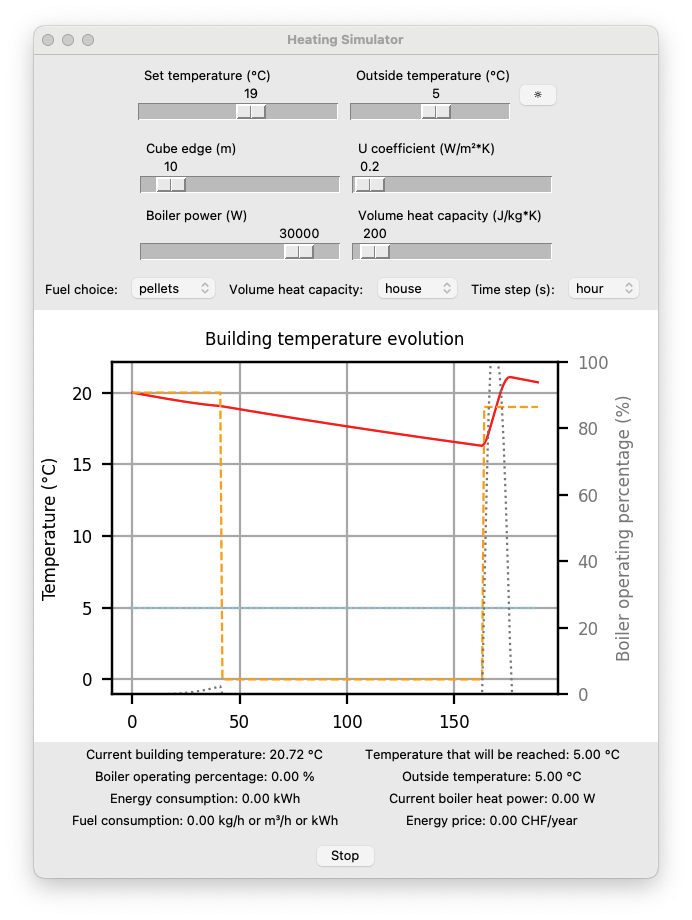 Heating Simulator
Set temperature (°C) Outside temperature (°C)
19 5
☼
Cube edge (m) U coefficient (W/m²*K)
10 0.2
Boiler power (W) Volume heat capacity (J/kg*K)
30000 200
Fuel choice: pellets Volume heat capacity: house Time step (s): hour
Building temperature evolution
100
20
80
15
60
10
40
5
20
0
0
Temperature (°C)
Boiler operating percentage (%)
0 50 100 150
Current building temperature: 20.72 °C Temperature that will be reached: 5.00 °C
Boiler operating percentage: 0.00 % Outside temperature: 5.00 °C
Energy consumption: 0.00 kWh Current boiler heat power: 0.00 W
Fuel consumption: 0.00 kg/h or m³/h or kWh Energy price: 0.00 CHF/year
Stop